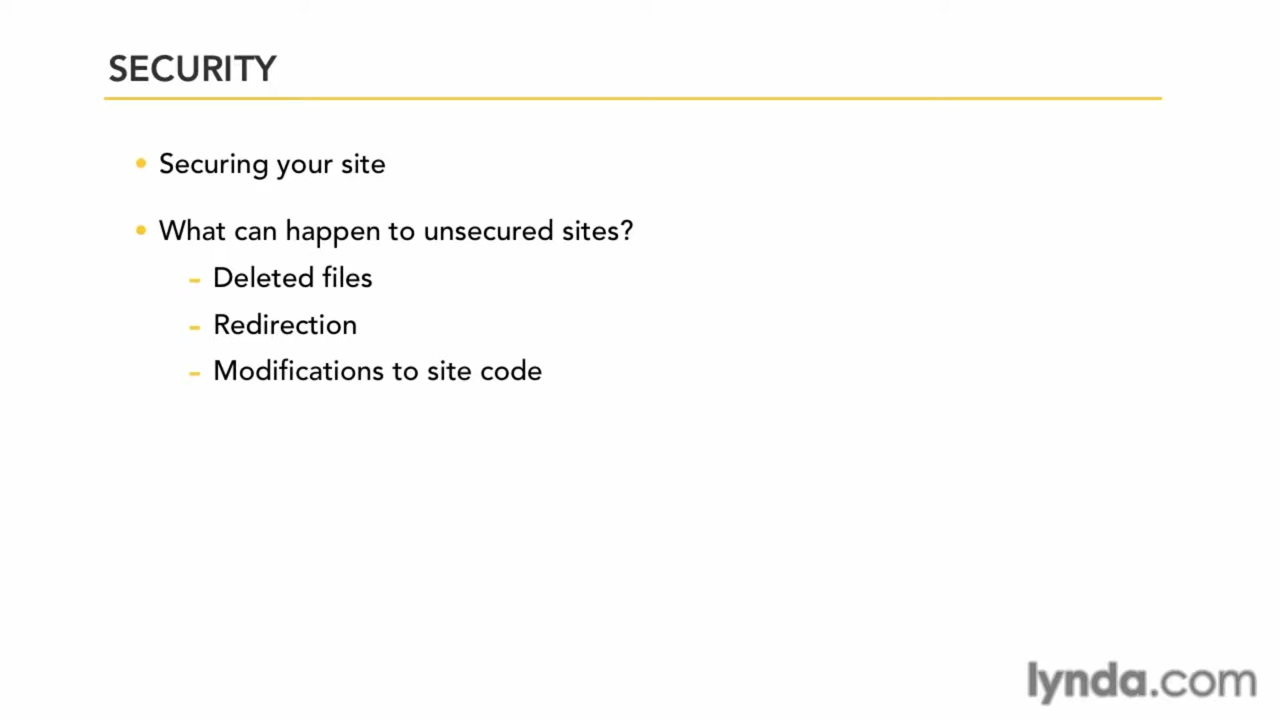 SECURITY
• Securing your site
• What can happen to unsecured sites?
- Deleted files
- Redirection
- Modifications to site code
lynda.com